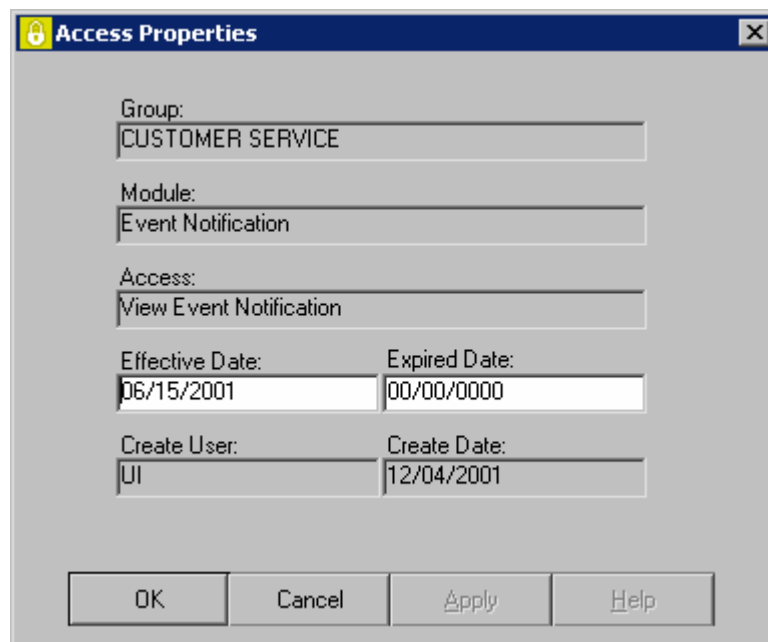 Access Properties
Group:
CUSTOMER SERVICE
Module:
Event Notification
Access:
View Event Notification
Effective Date: Expired Date:
06/15/2001 00/00/0000
Create User: Create Date:
UI 12/04/2001
OK Cancel Apply Help